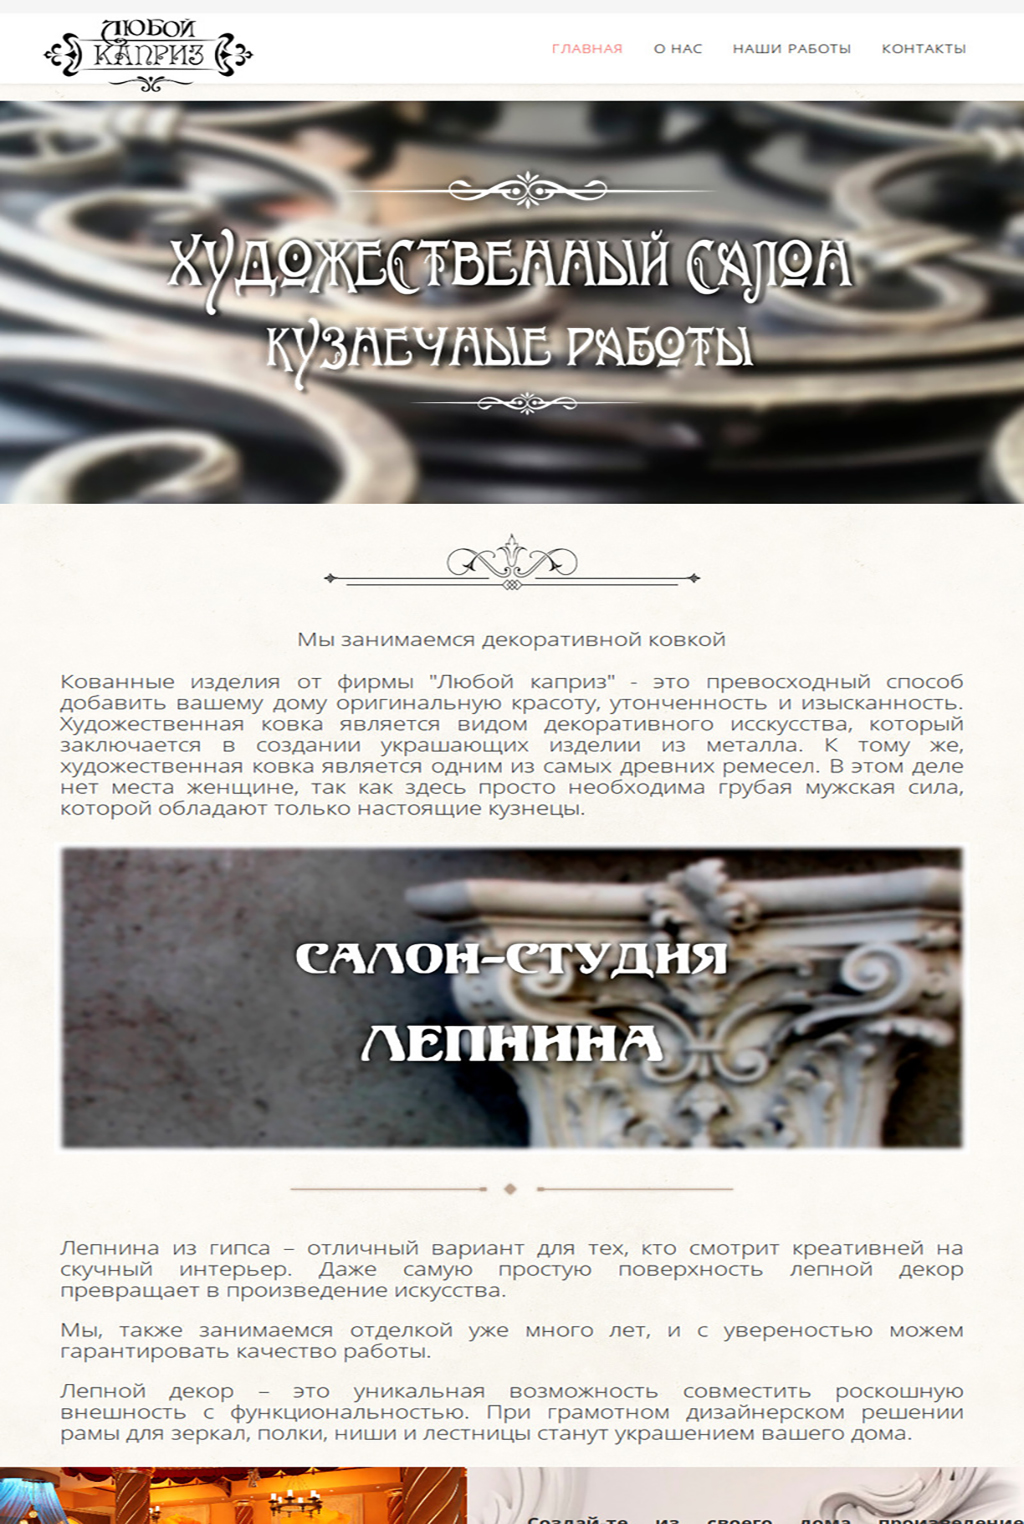 ЛЮБОЙ
КАПРИЗ
ГЛАВНАЯ О НАС НАШИ РАБОТЫ КОНТАКТЫ
ХУДОЖЕСТВЕННЫЙ САЛОН
КУЗНЕЧНЫЕ РАБОТЫ
Мы занимаемся декоративной ковкой
Кованные изделия от фирмы "Любой каприз" - это превосходный способ
добавить вашему дому оригинальную красоту, утонченность и изысканность.
Художественная ковка является видом декоративного исскусства, который
заключается в создании украшающих изделии из металла. К тому же,
художественная ковка является одним из самых древних ремесел. В этом деле
нет места женщине, так как здесь просто необходима грубая мужская сила,
которой обладают только настоящие кузнецы.
САЛОН-СТУДИЯ
ЛЕПНИНА
Лепнина из гипса – отличный вариант для тех, кто смотрит креативней на
скучный интерьер. Даже самую простую поверхность лепной декор
превращает в произведение искусства.
Мы, также занимаемся отделкой уже много лет, и с увереностью можем
гарантировать качество работы.
Лепной декор – это уникальная возможность совместить роскошную
внешность с функциональностью. При грамотном дизайнерском решении
рамы для зеркал, полки, ниши и лестницы станут украшением вашего дома.
Создай-те из своего дома произведение